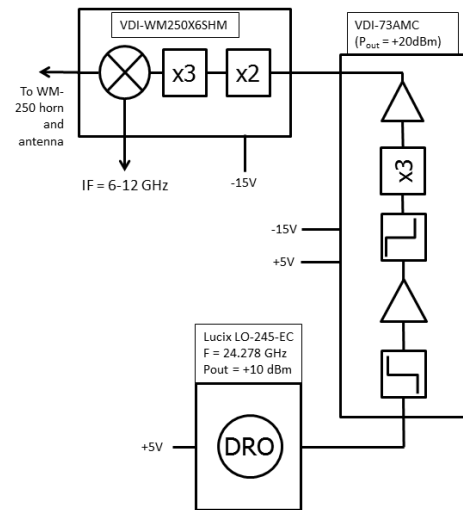 VDI-WM250X6SHM
x3
x2
To WM-
250 horn
and
antenna
IF = 6-12 GHz
-15V
VDI-73AMC
(Pout = +20dBm)
x3
-15V
+5V
Lucix LO-245-EC
F = 24.278 GHz
Pout = +10 dBm
+5V
DRO